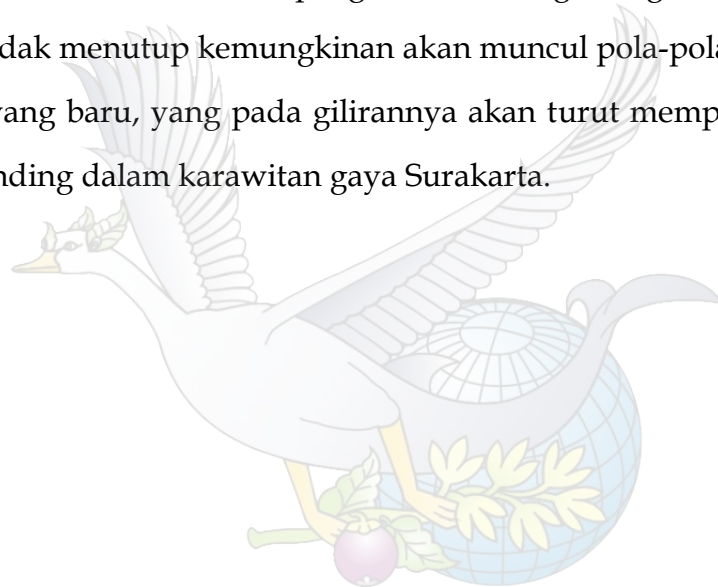 dak menutup kemungkinan akan muncul pola-pola
yang baru, yang pada gilirannya akan turut memp
nding dalam karawitan gaya Surakarta.